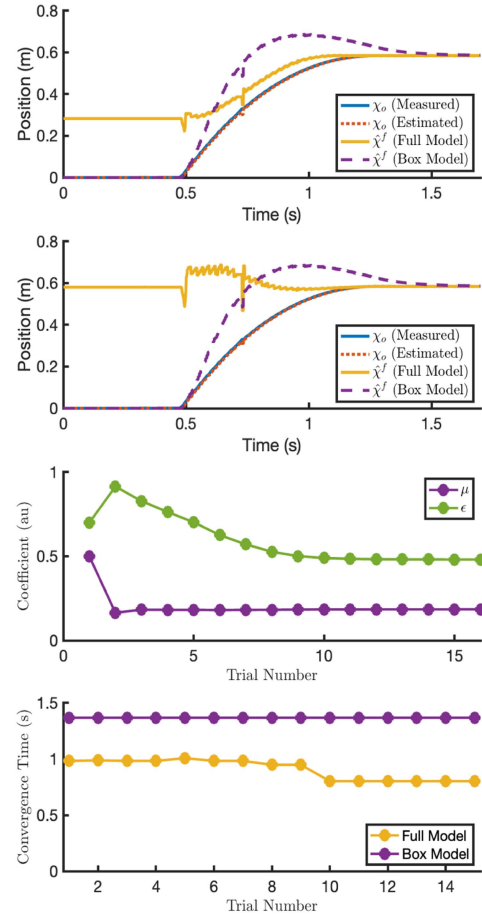 0.8
0.6
0.4
0.2
0
Position (m)
χₒ (Measured)
χₒ (Estimated)
χ̂ᶠ (Full Model)
χ̂ᶠ (Box Model)
0 0.5 1 1.5
Time (s)
0.8
0.6
0.4
0.2
0
Position (m)
χₒ (Measured)
χₒ (Estimated)
χ̂ᶠ (Full Model)
χ̂ᶠ (Box Model)
0 0.5 1 1.5
Time (s)
1
0.5
0
Coefficient (au)
μ
ϵ
0 5 10 15
Trial Number
1.5
1
0.5
0
Convergence Time (s)
Full Model
Box Model
2 4 6 8 10 12 14
Trial Number